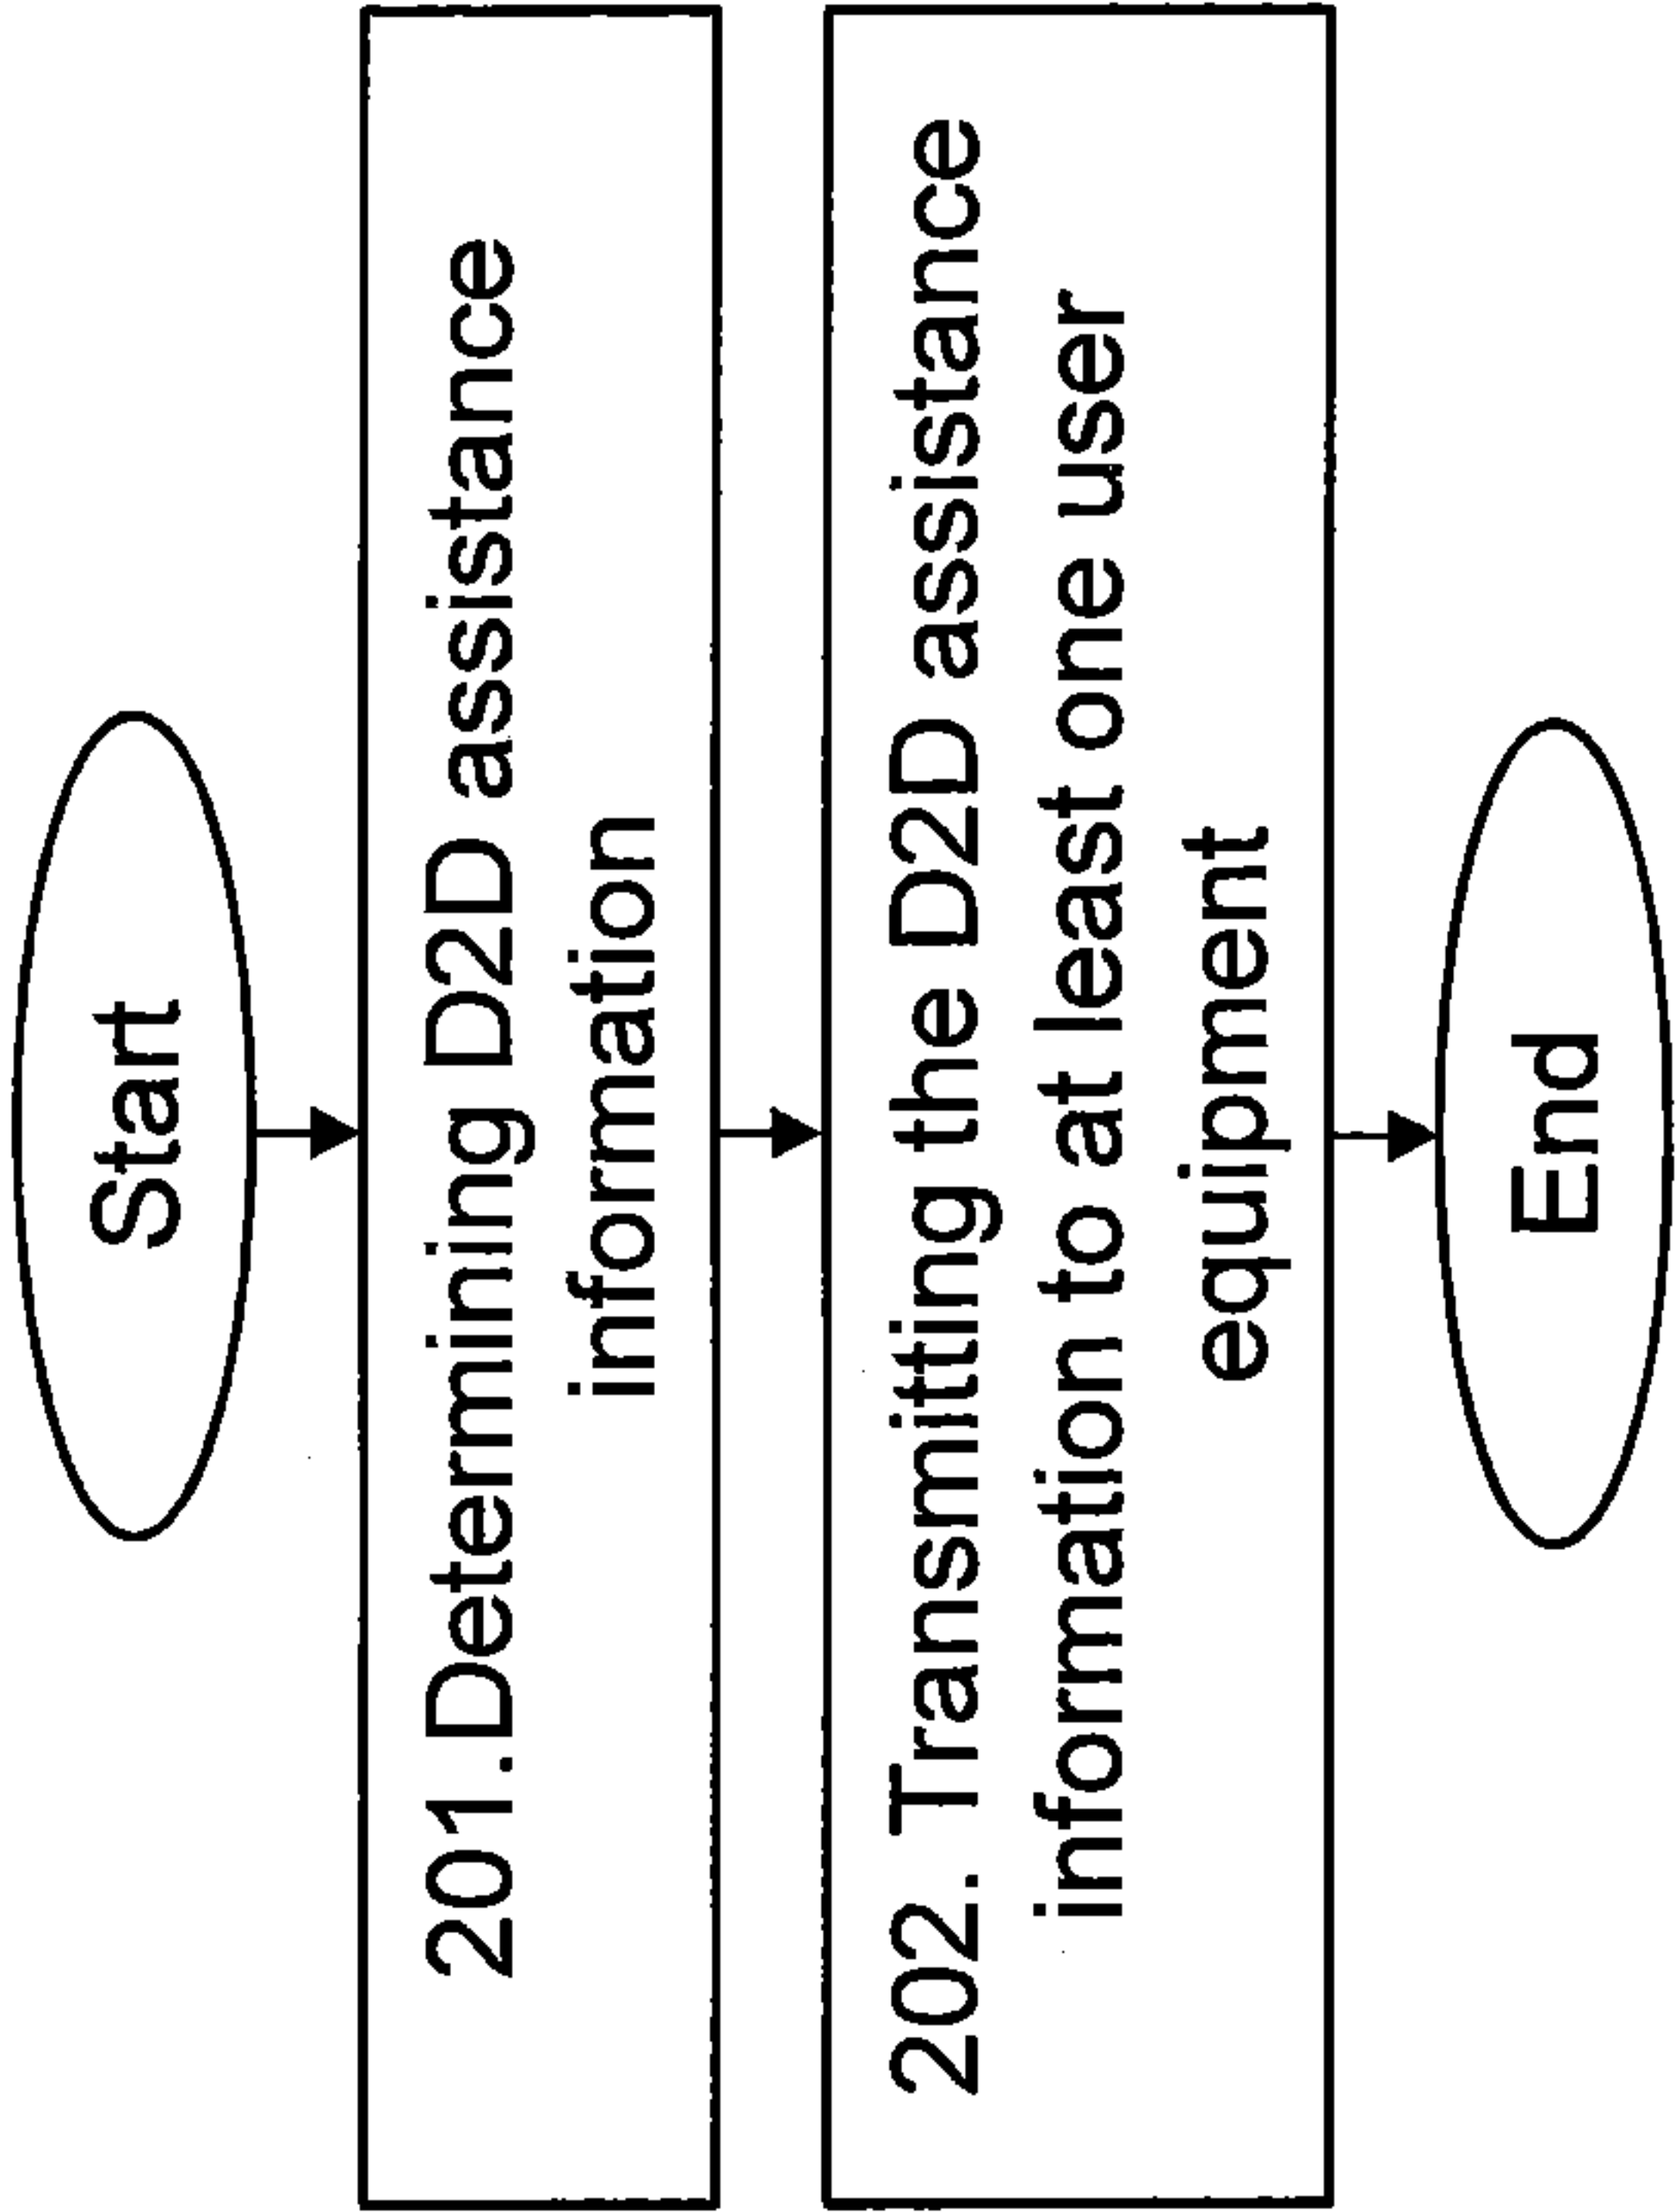 Start
201.Determining D2D assistance
information
202. Transmitting the D2D assistance
information to at least one user
equipment
End